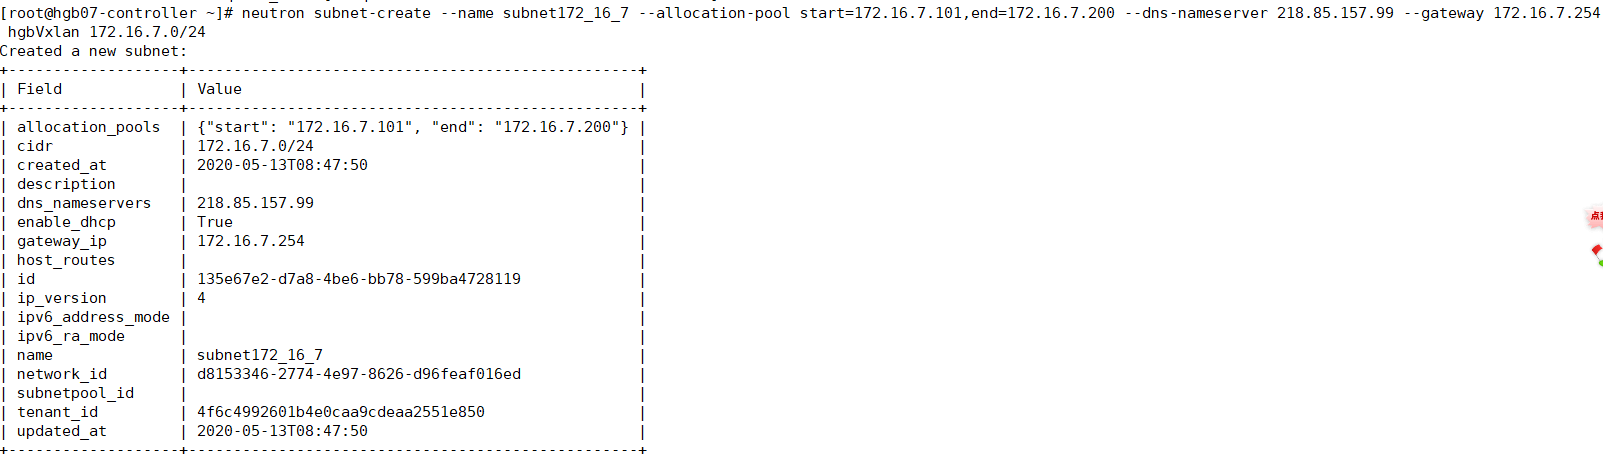 [root@hgb07-controller ~]# neutron subnet-create --name subnet172_16_7 --allocation-pool start=172.16.7.101,end=172.16.7.200 --dns-nameserver 218.85.157.99 --gateway 172.16.7.254
 hgbVxlan 172.16.7.0/24
Created a new subnet:
+-------------------+--------------------------------------------------+
| Field             | Value                                            |
+-------------------+--------------------------------------------------+
| allocation_pools  | {"start": "172.16.7.101", "end": "172.16.7.200"} |
| cidr              | 172.16.7.0/24                                    |
| created_at        | 2020-05-13T08:47:50                              |
| description       |                                                  |
| dns_nameservers   | 218.85.157.99                                    |
| enable_dhcp       | True                                             |
| gateway_ip        | 172.16.7.254                                     |
| host_routes       |                                                  |
| id                | 135e67e2-d7a8-4be6-bb78-599ba4728119             |
| ip_version        | 4                                                |
| ipv6_address_mode |                                                  |
| ipv6_ra_mode      |                                                  |
| name              | subnet172_16_7                                   |
| network_id        | d8153346-2774-4e97-8626-d96feaf016ed             |
| subnetpool_id     |                                                  |
| tenant_id         | 4f6c4992601b4e0caa9cdeaa2551e850                 |
| updated_at        | 2020-05-13T08:47:50                              |
+-------------------+--------------------------------------------------+
点